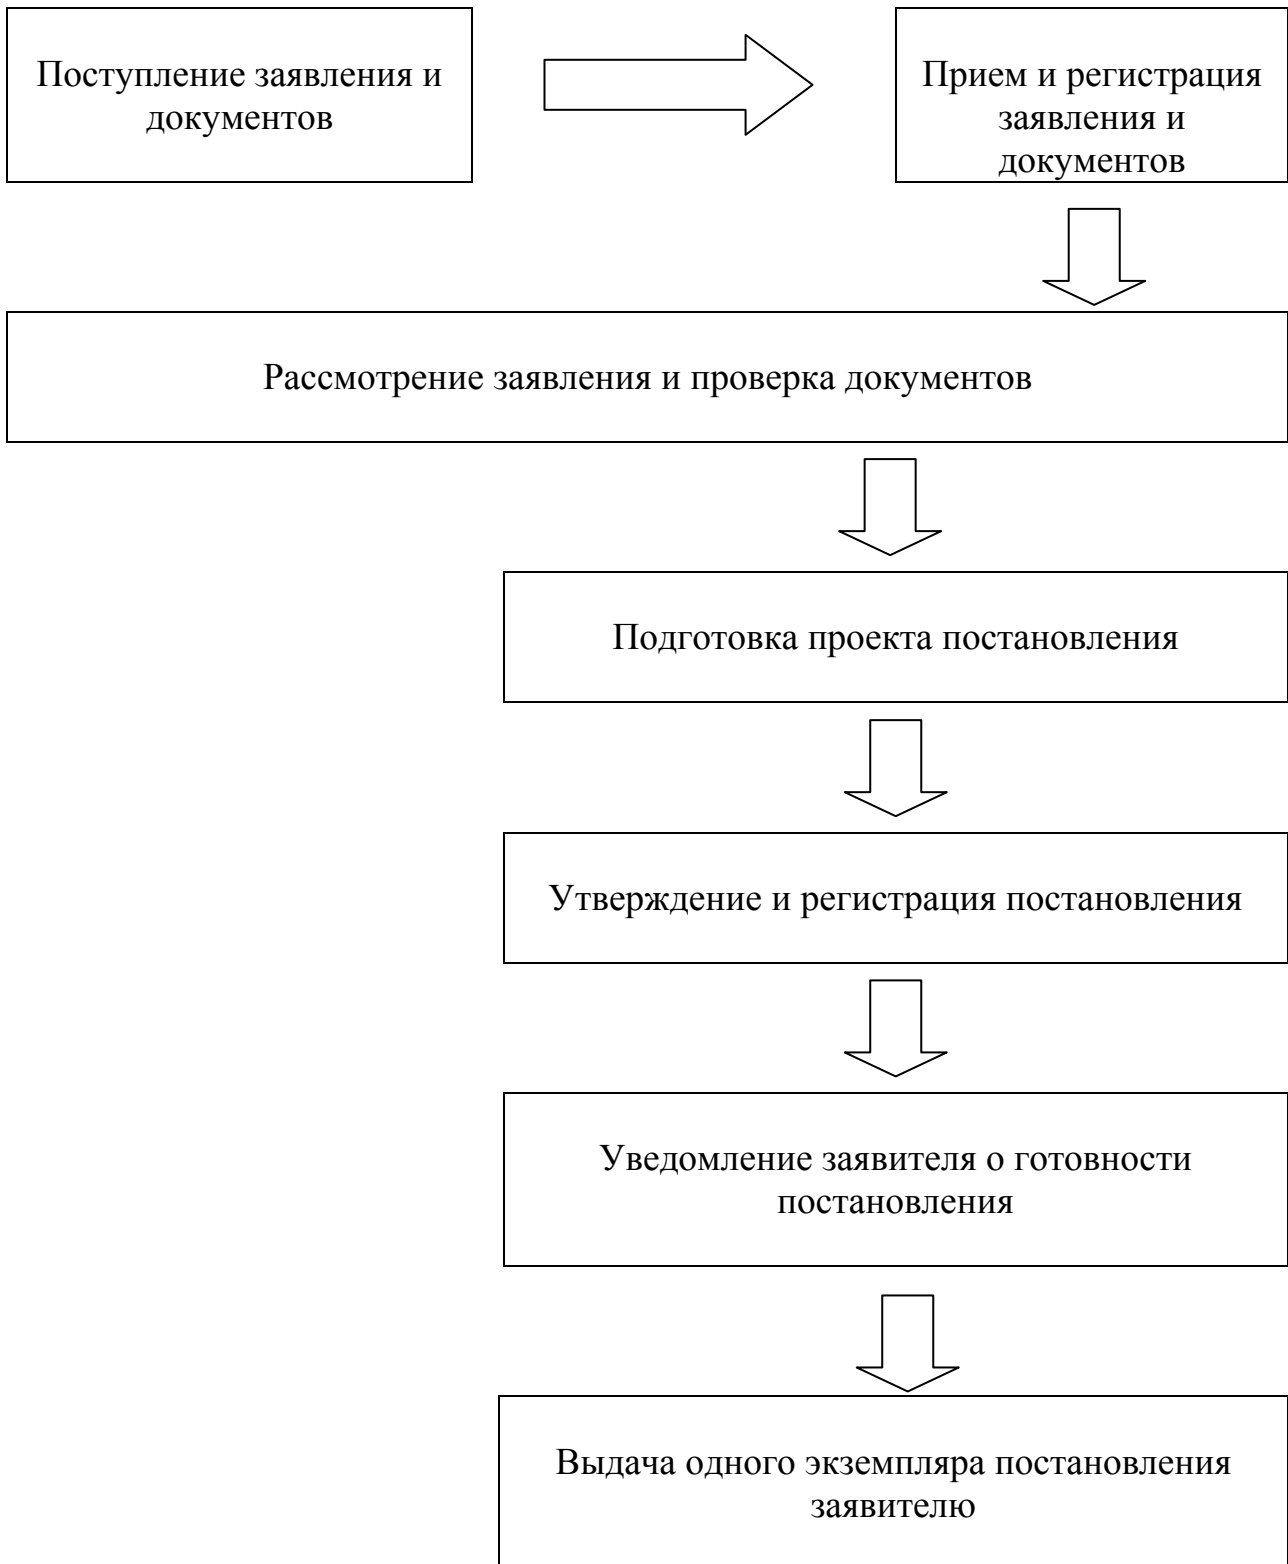 Поступление заявления и
документов
Прием и регистрация
заявления и
документов
Рассмотрение заявления и проверка документов
Подготовка проекта постановления
Утверждение и регистрация постановления
Уведомление заявителя о готовности
постановления
Выдача одного экземпляра постановления
заявителю